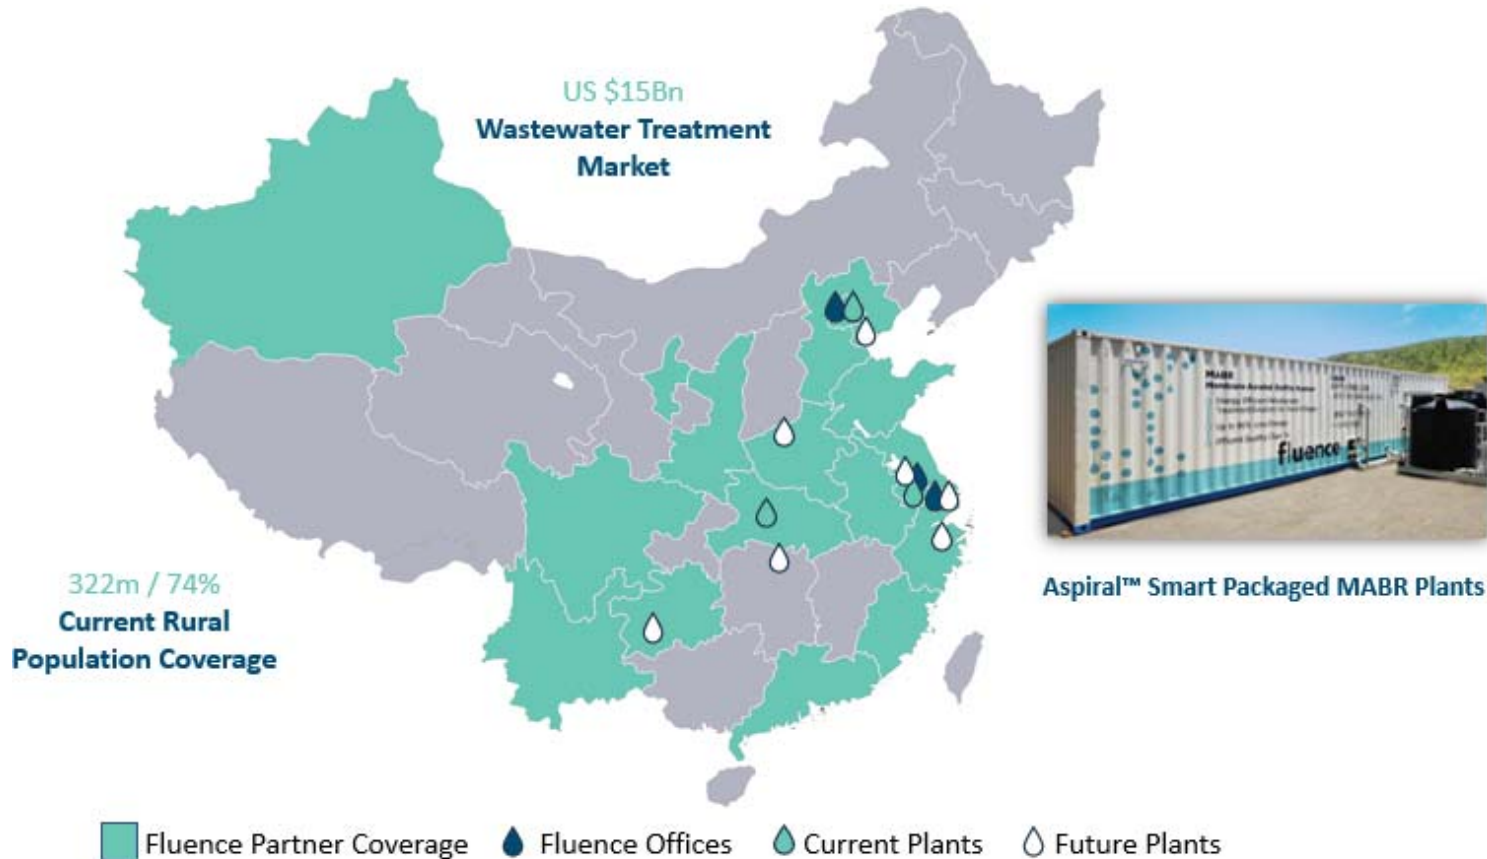 US $15Bn
Wastewater Treatment
Market
322m / 74%
Current Rural
Population Coverage
MABR
fluence
Aspiral™ Smart Packaged MABR Plants
Fluence Partner Coverage
Fluence Offices
Current Plants
Future Plants